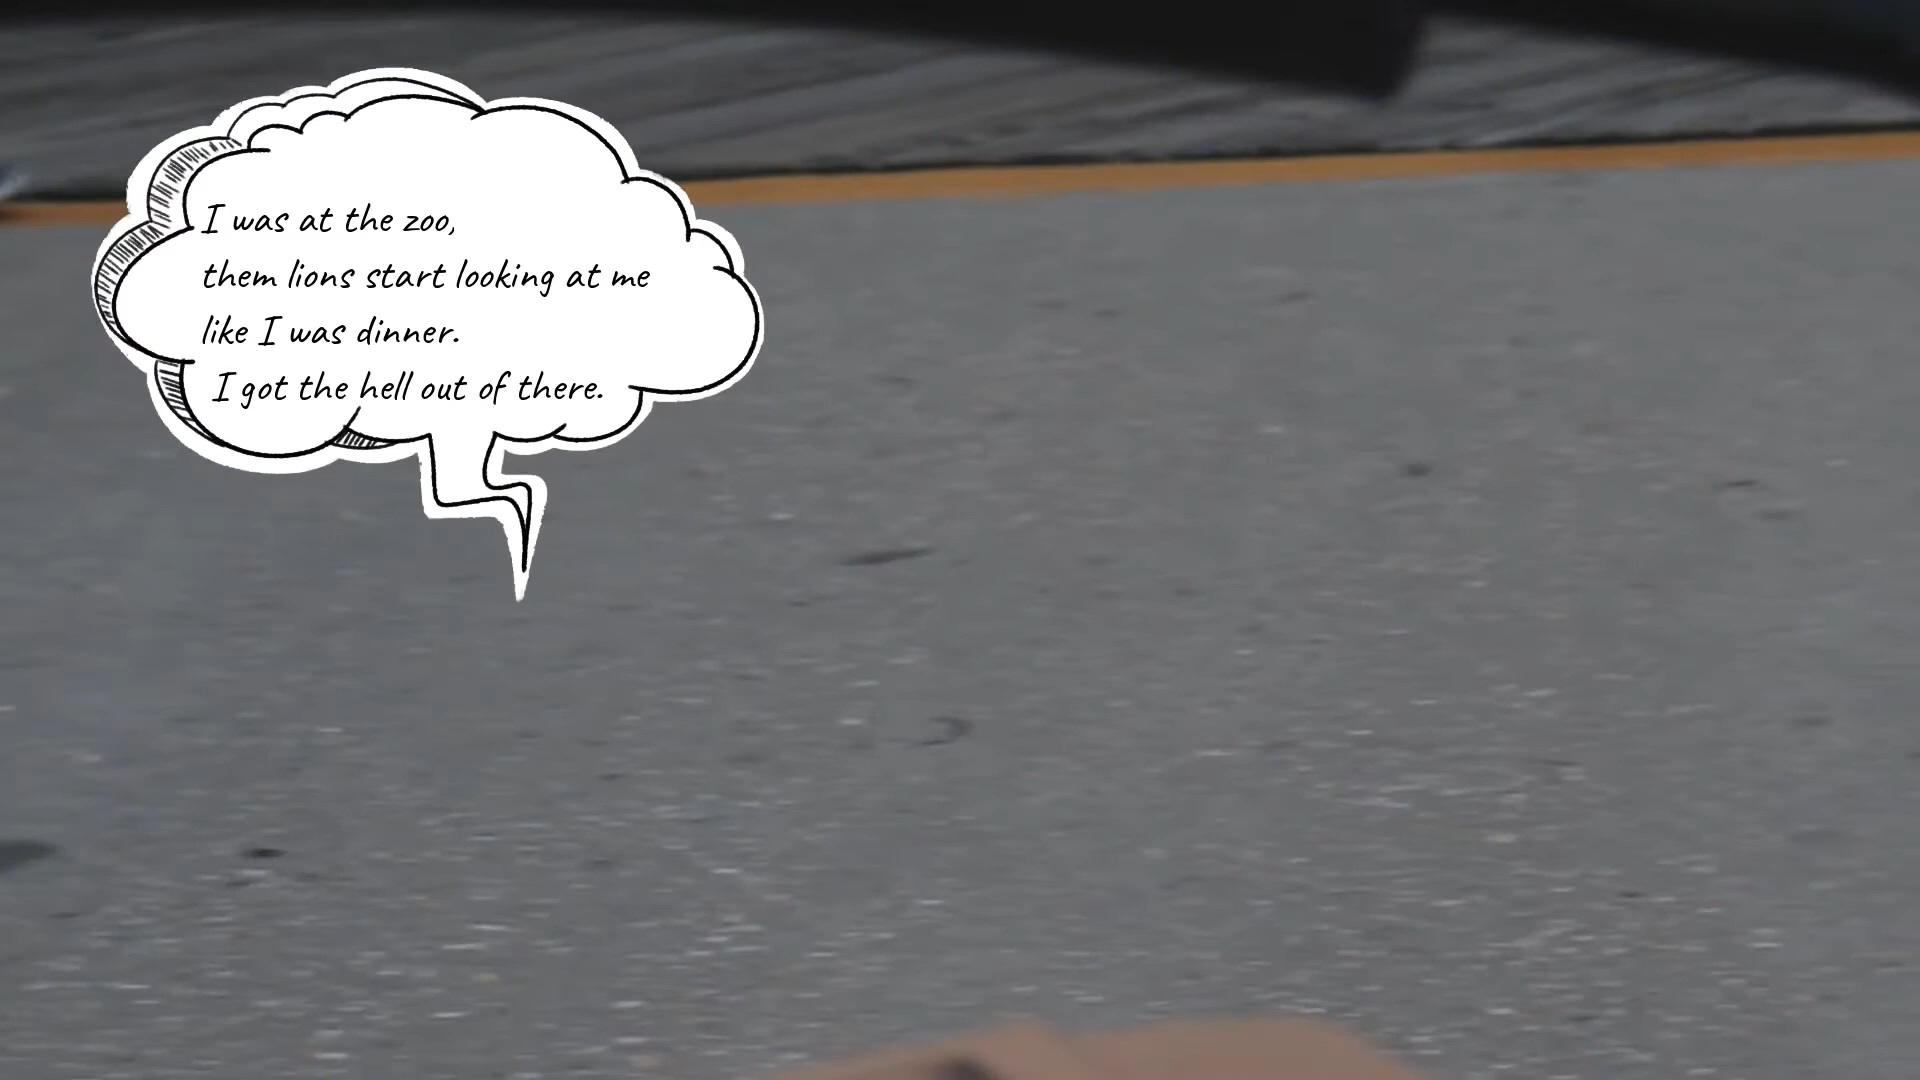 I was at the zoo,
them lions start looking at me
like I was dinner.
I got the hell out of there.